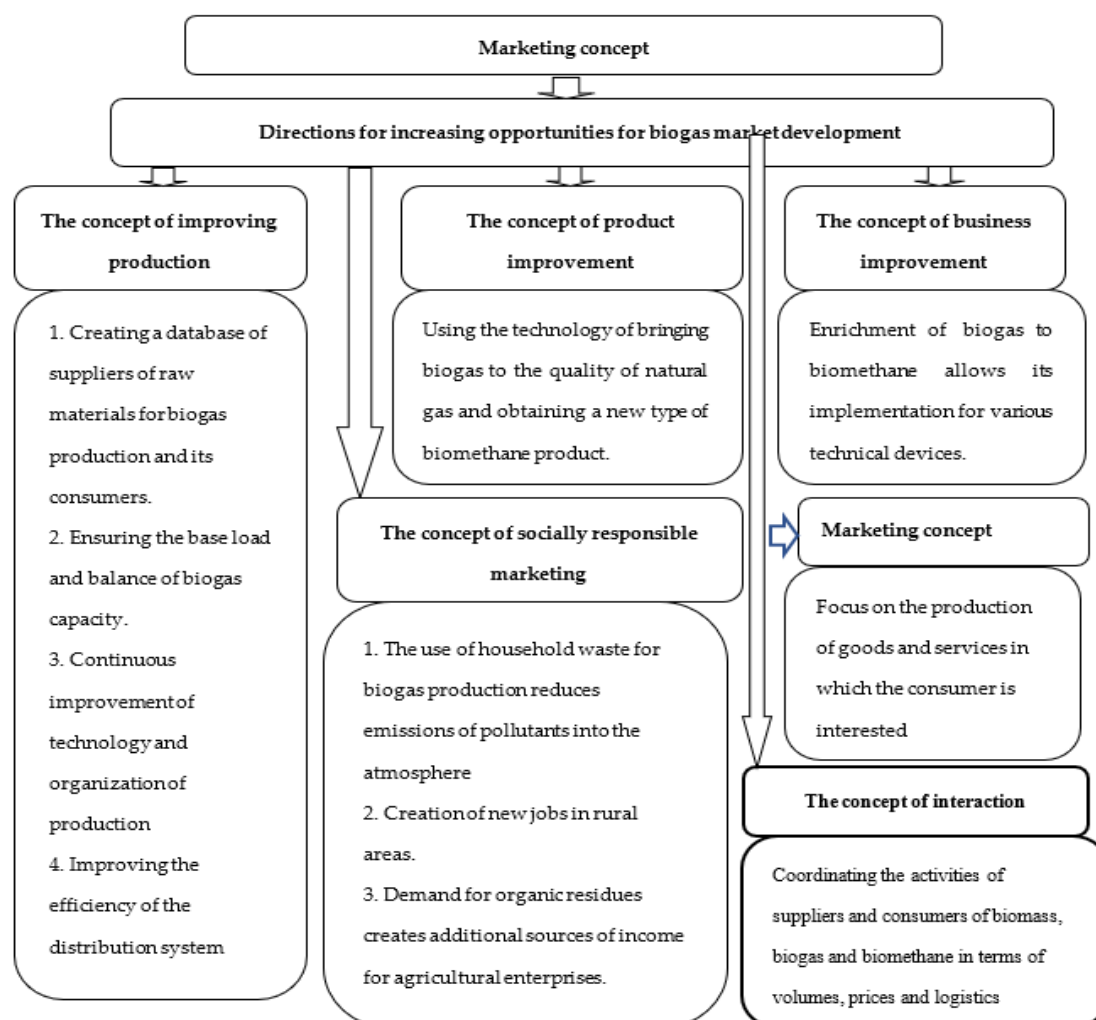 Marketing concept
Directions for increasing opportunities for biogas market development
The concept of improving
production
1. Creating a database of
suppliers of raw
materials for biogas
production and its
consumers.
2. Ensuring the base load
and balance of biogas
capacity.
3. Continuous
improvement of
technology and
organization of
production
4. Improving the
efficiency of the
distribution system
The concept of product
improvement
Using the technology of bringing
biogas to the quality of natural
gas and obtaining a new type of
biomethane product.
The concept of socially responsible
marketing
1. The use of household waste for
biogas production reduces
emissions of pollutants into the
atmosphere
2. Creation of new jobs in rural
areas.
3. Demand for organic residues
creates additional sources of income
for agricultural enterprises.
The concept of business
improvement
Enrichment of biogas to
biomethane allows its
implementation for various
technical devices.
Marketing concept
Focus on the production
of goods and services in
which the consumer is
interested
The concept of interaction
Coordinating the activities of
suppliers and consumers of biomass,
biogas and biomethane in terms of
volumes, prices and logistics